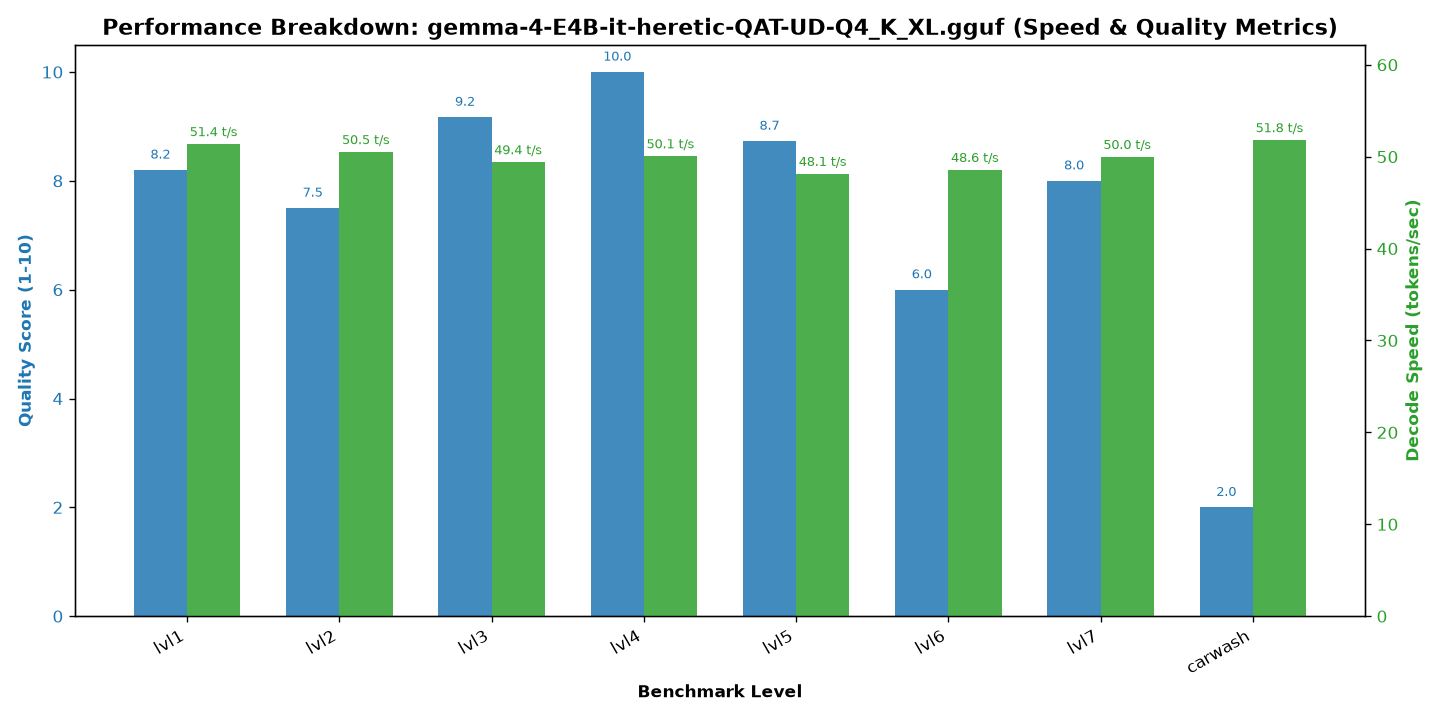 Performance Breakdown: gemma-4-E4B-it-heretic-QAT-UD-Q4_K_XL.gguf (Speed & Quality Metrics)
Quality Score (1-10)
10
8
6
4
2
0
8.2
51.4 t/s
7.5
50.5 t/s
9.2
49.4 t/s
10.0
50.1 t/s
8.7
48.1 t/s
6.0
48.6 t/s
8.0
50.0 t/s
2.0
51.8 t/s
60
50
40
30
20
10
0
Decode Speed (tokens/sec)
lvl1
lvl2
lvl3
lvl4
lvl5
lvl6
lvl7
carwash
Benchmark Level